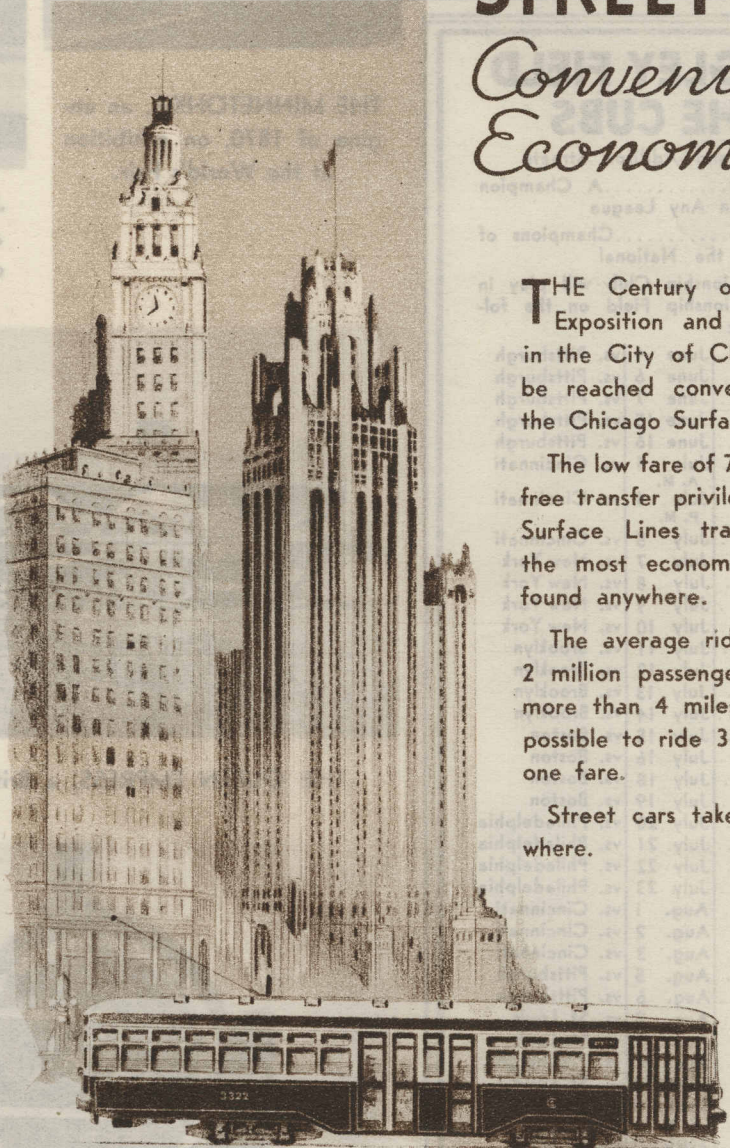 STREET
Conveni
Econom
THE Century o
Exposition and
in the City of C
be reached conve
the Chicago Surfa
The low fare of 7
free transfer privile
Surface Lines tra
the most econom
found anywhere.
The average rid
2 million passenge
more than 4 mile
possible to ride 3
one fare.
Street cars take
where.
3322